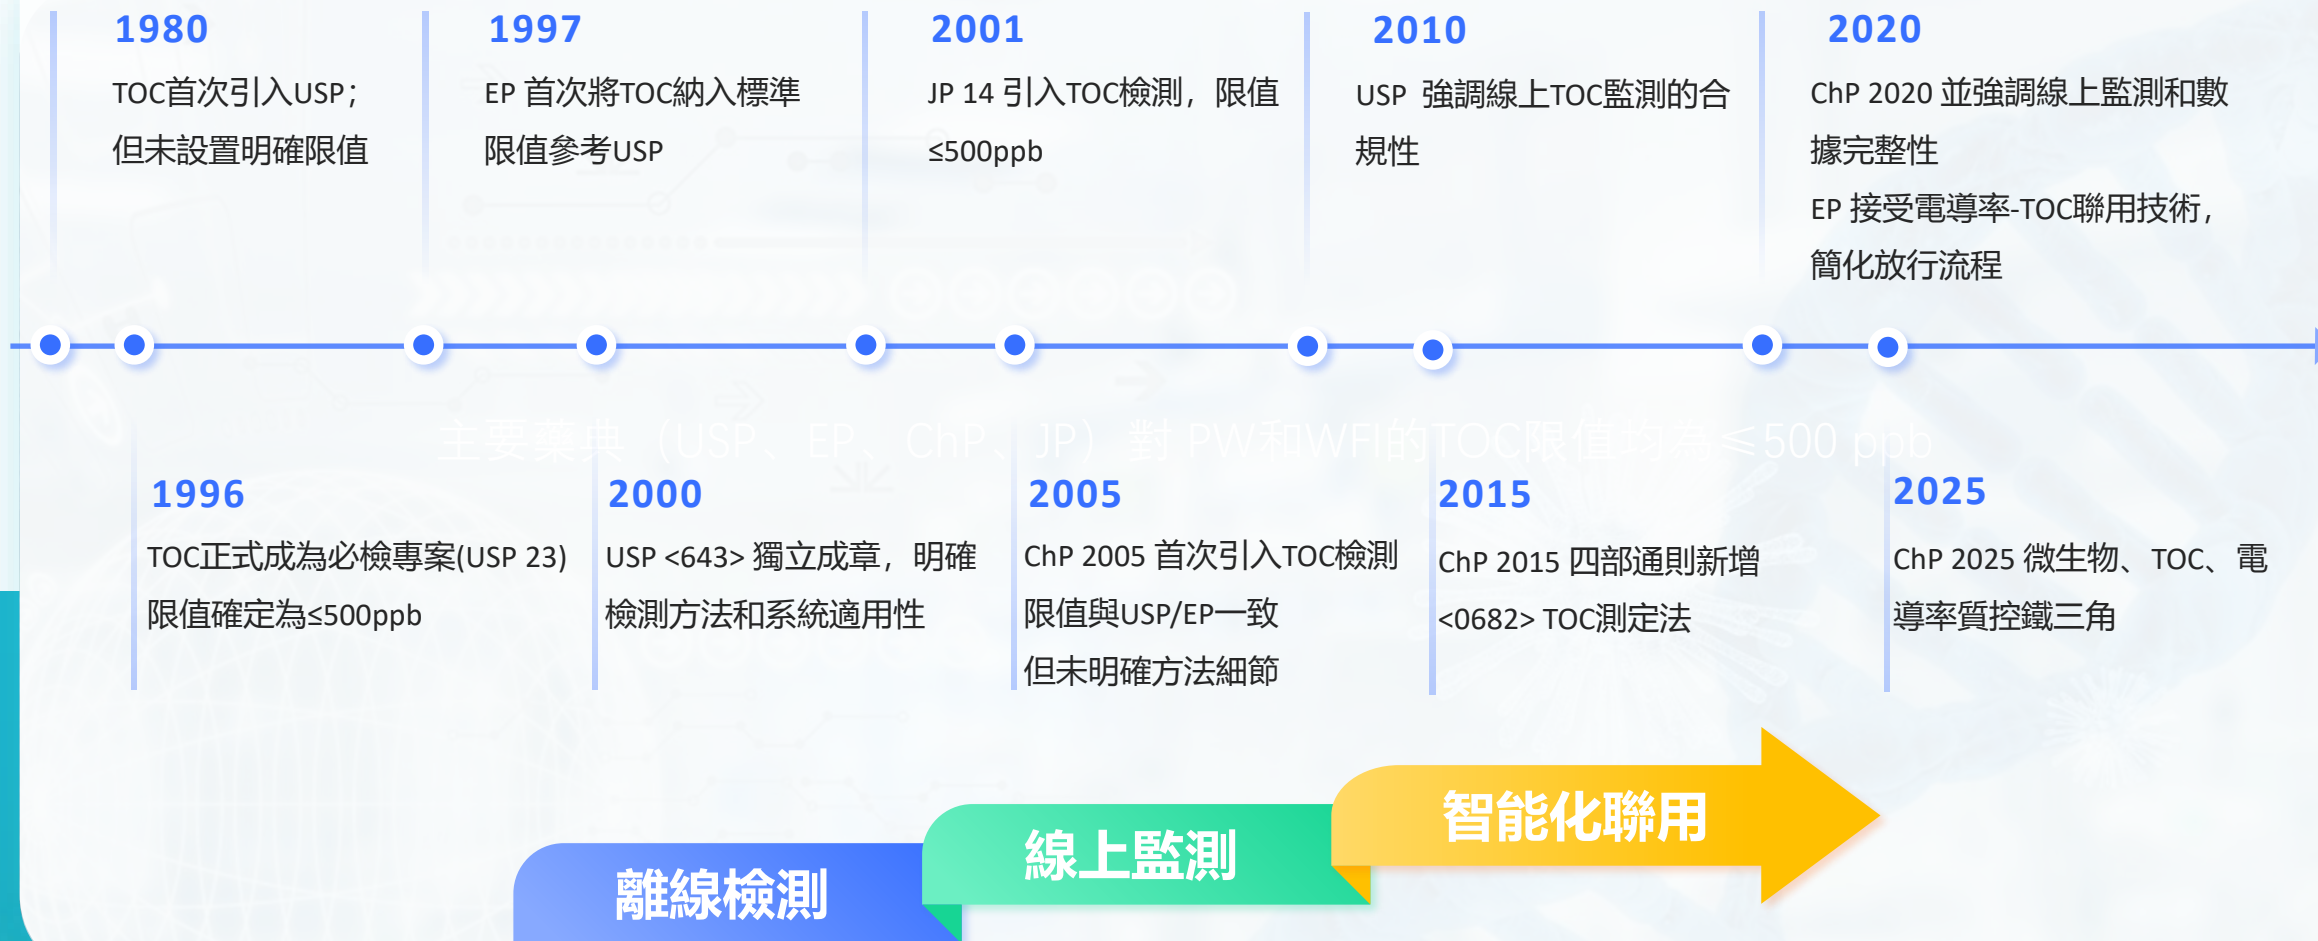 1980
TOC首次引入USP；
但未設置明確限值
1997
EP 首次將TOC納入標準
限值參考USP
2001
JP 14 引入TOC檢測，限值
≤500ppb
2010
USP 強調線上TOC監測的合
規性
2020
ChP 2020 並強調線上監測和數
據完整性
EP 接受電導率-TOC聯用技術，
簡化放行流程
主要藥典（USP、EP、ChP、JP）對 PW和WFI的TOC限值均為≤500 ppb
1996
TOC正式成為必檢專案(USP 23)
限值確定為≤500ppb
2000
USP <643> 獨立成章，明確
檢測方法和系統適用性
2005
ChP 2005 首次引入TOC檢測
限值與USP/EP一致
但未明確方法細節
2015
ChP 2015 四部通則新增
<0682> TOC測定法
2025
ChP 2025 微生物、TOC、電
導率質控鐵三角
離線檢測
線上監測
智能化聯用